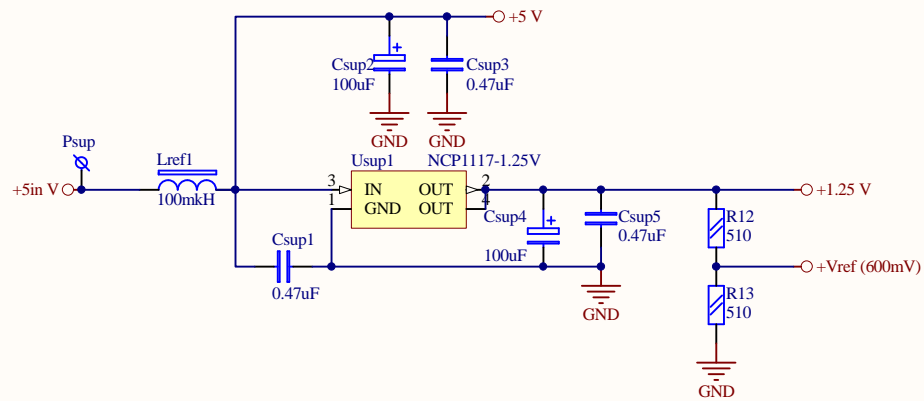 +5 V
Csup2
100uF
Csup3
0.47uF
GND
GND
Psup
Lref1
Usup1
NCP1117-1.25V
+5in V
100mkH
3
IN
OUT
2
+1.25 V
1
GND
OUT
4
Csup4
100uF
Csup5
0.47uF
R12
510
Csup1
0.47uF
+Vref (600mV)
GND
R13
510
GND